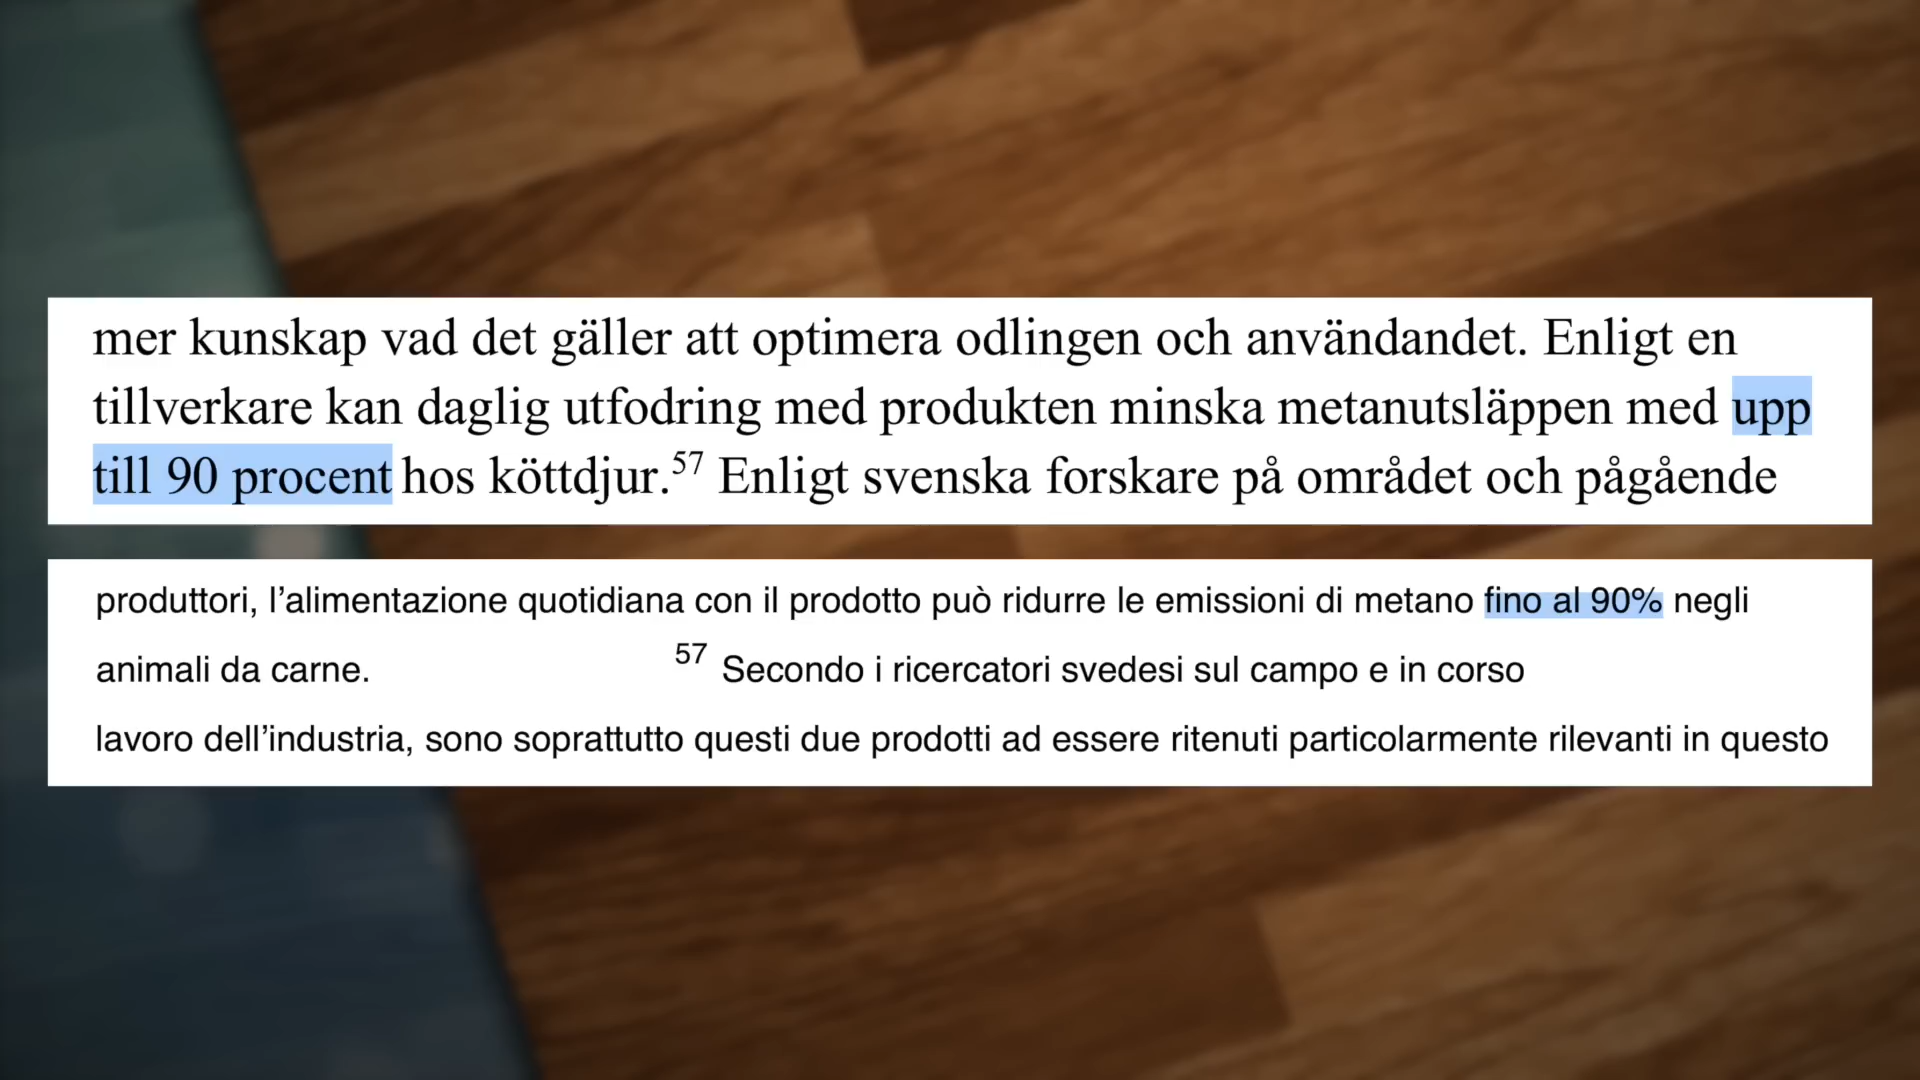 mer kunskap vad det gäller att optimera odlingen och användandet. Enligt en
tillverkare kan daglig utfodring med produkten minska metanutsläppen med upp
till 90 procent hos köttdjur.57 Enligt svenska forskare på området och pågående
produttori, l’alimentazione quotidiana con il prodotto può ridurre le emissioni di metano fino al 90% negli
animali da carne. 57 Secondo i ricercatori svedesi sul campo e in corso
lavoro dell’industria, sono soprattutto questi due prodotti ad essere ritenuti particolarmente rilevanti in questo